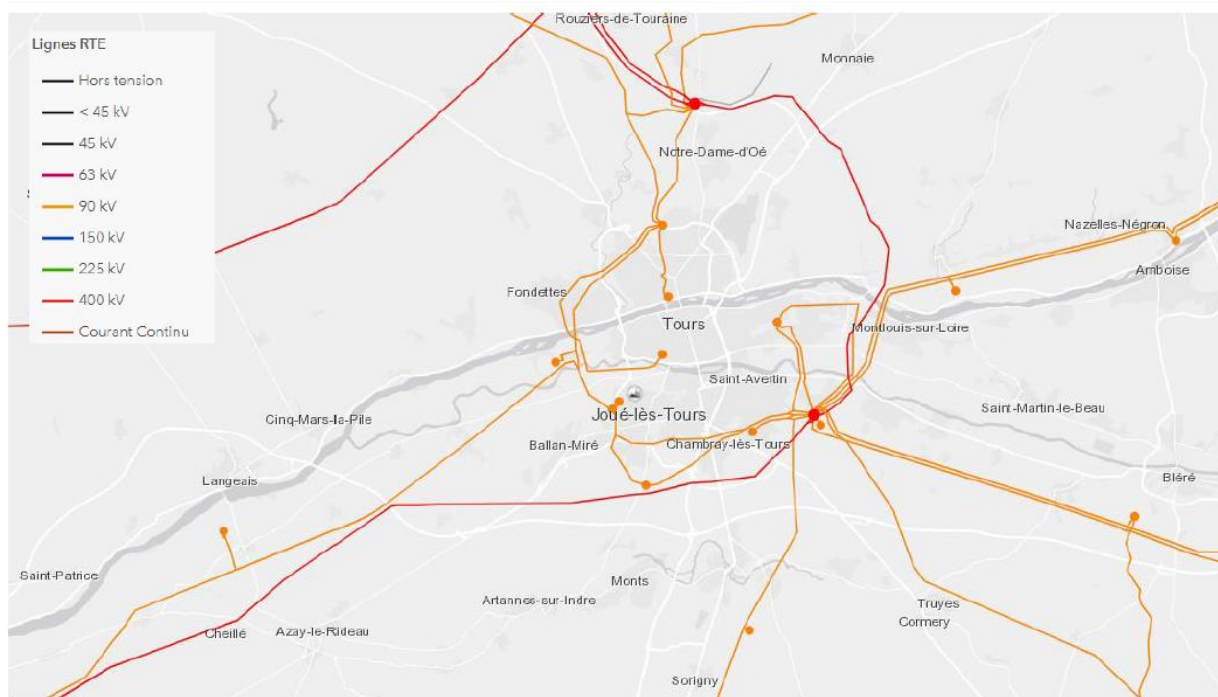 Lignes RTE
Hors tension
< 45 kV
45 kV
63 kV
90 kV
150 kV
225 kV
400 kV
Courant Continu
Rouziers-de-Touraine
Monnaie
Notre-Dame-d'Oé
Nazelles-Négron
Amboise
Fondettes
Tours
Montlouis-sur-Loire
Saint-Avertin
Saint-Martin-le-Beau
Cinq-Mars-la-Pile
Joué-lès-Tours
Ballan-Miré
Chambray-lès-Tours
Langeais
Bléré
Saint-Patrice
Monts
Artannes-sur-Indre
Truyes
Cormery
Cheillé
Azay-le-Rideau
Sorigny